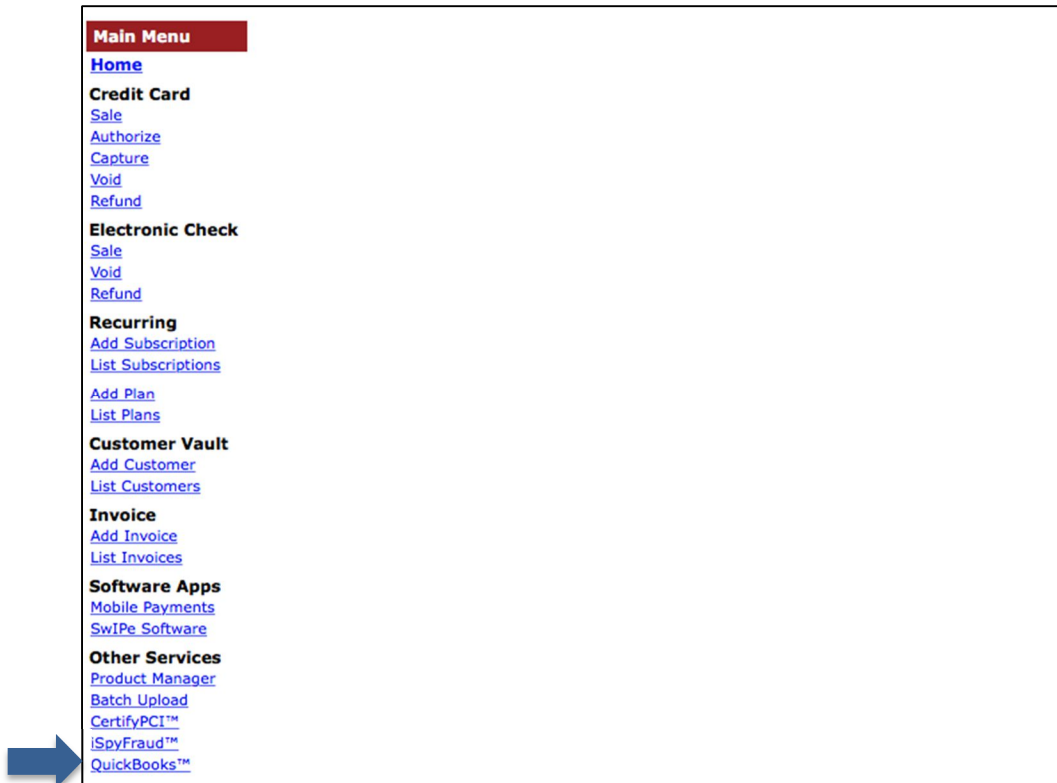 Main Menu
Home
Credit Card
Sale
Authorize
Capture
Void
Refund
Electronic Check
Sale
Void
Refund
Recurring
Add Subscription
List Subscriptions
Add Plan
List Plans
Customer Vault
Add Customer
List Customers
Invoice
Add Invoice
List Invoices
Software Apps
Mobile Payments
SwIPe Software
Other Services
Product Manager
Batch Upload
CertifyPCI™
iSpyFraud™
QuickBooks™